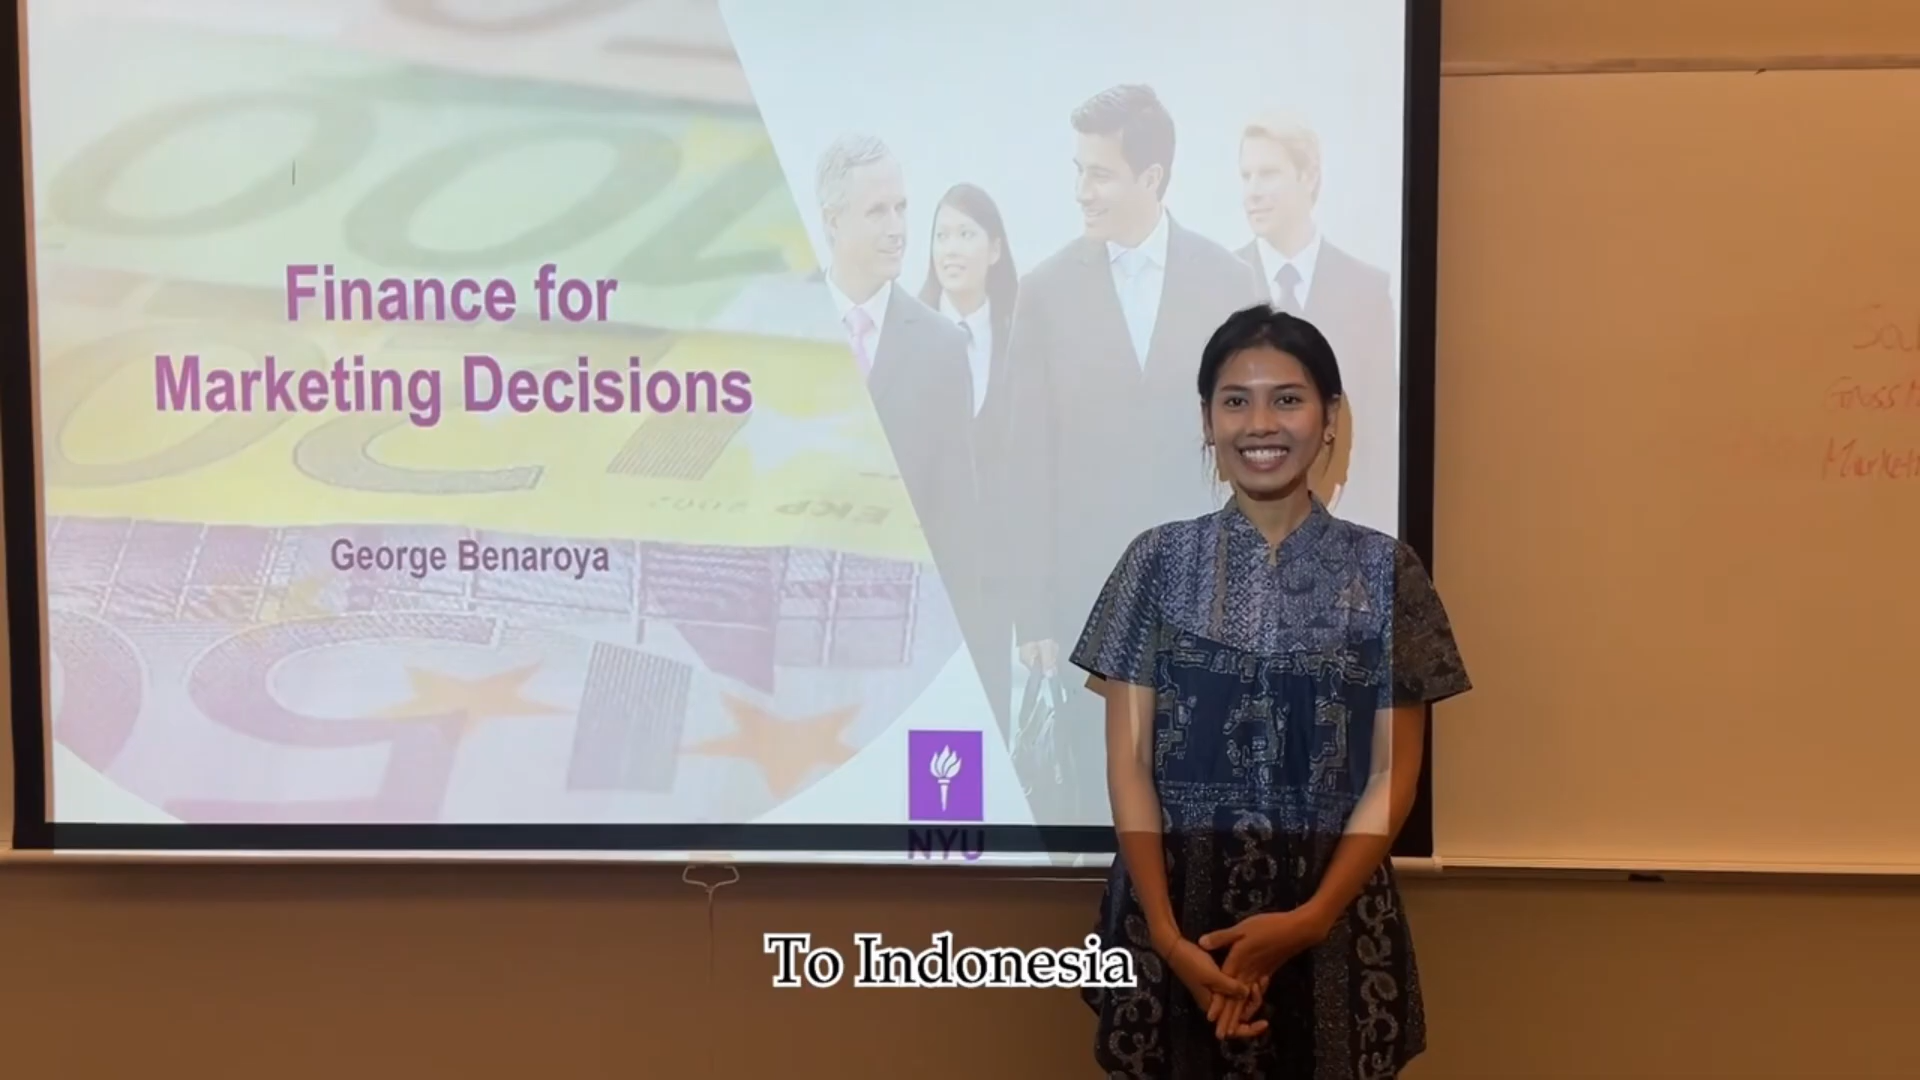 Finance for
Marketing Decisions
George Benaroya
NYU
To Indonesia